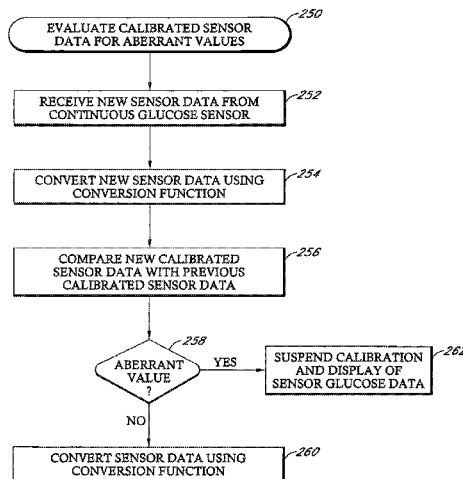 250
EVALUATE CALIBRATED SENSOR
DATA FOR ABERRANT VALUES
252
RECEIVE NEW SENSOR DATA FROM
CONTINUOUS GLUCOSE SENSOR
254
CONVERT NEW SENSOR DATA USING
CONVERSION FUNCTION
256
COMPARE NEW CALIBRATED
SENSOR DATA WITH PREVIOUS
CALIBRATED SENSOR DATA
258
ABERRANT
VALUE
?
YES
262
SUSPEND CALIBRATION
AND DISPLAY OF
SENSOR GLUCOSE DATA
NO
260
CONVERT SENSOR DATA USING
CONVERSION FUNCTION